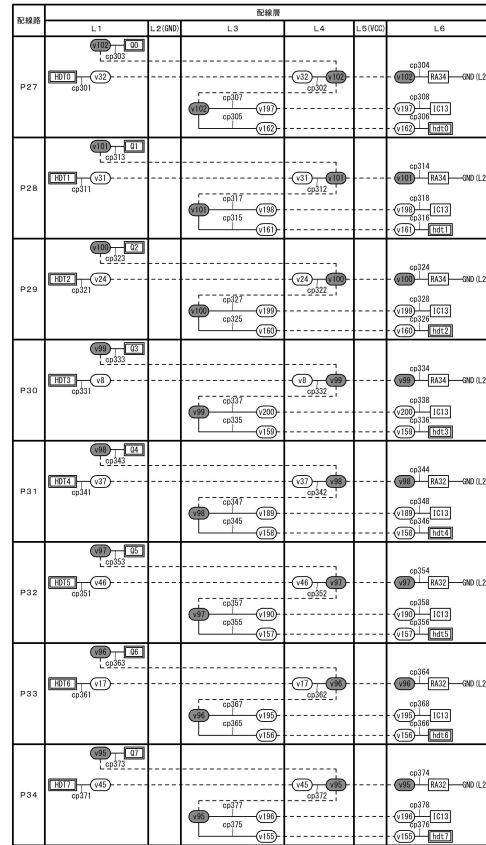 配線路 配線層
L1 L2(GND) L3 L4 L5(VCC) L6
P27
v102 Q0
cp303 cp304
HDT0 v32 v32 v102 v102 RA34 GND(L2
cp301 cp302
cp307 cp308
v102 v197 v197 IC13
cp305 cp306
v162 v162 hdt0
P28
v101 Q1
cp313 cp314
HDT1 v31 v31 v101 v101 RA34 GND(L2
cp311 cp312
cp317 cp318
v101 v198 v198 IC13
cp315 cp316
v161 v161 hdt1
P29
v100 Q2
cp323 cp324
HDT2 v24 v24 v100 v100 RA34 GND(L2
cp321 cp322
cp327 cp328
v100 v199 v199 IC13
cp325 cp326
v160 v160 hdt2
P30
v99 Q3
cp333 cp334
HDT3 v8 v8 v99 v99 RA34 GND(L2
cp331 cp332
cp337 cp338
v99 v200 v200 IC13
cp335 cp336
v159 v159 hdt3
P31
v98 Q4
cp343 cp344
HDT4 v37 v37 v98 v98 RA32 GND(L2
cp341 cp342
cp347 cp348
v98 v189 v189 IC13
cp345 cp346
v158 v158 hdt4
P32
v97 Q5
cp353 cp354
HDT5 v46 v46 v97 v97 RA32 GND(L2
cp351 cp352
cp357 cp358
v97 v190 v190 IC13
cp355 cp356
v157 v157 hdt5
P33
v96 Q6
cp363 cp364
HDT6 v17 v17 v96 v96 RA32 GND(L2
cp361 cp362
cp367 cp368
v96 v195 v195 IC13
cp365 cp366
v156 v156 hdt6
P34
v95 Q7
cp373 cp374
HDT7 v45 v45 v95 v95 RA32 GND(L2
cp371 cp372
cp377 cp378
v95 v196 v196 IC13
cp375 cp376
v155 v155 hdt7